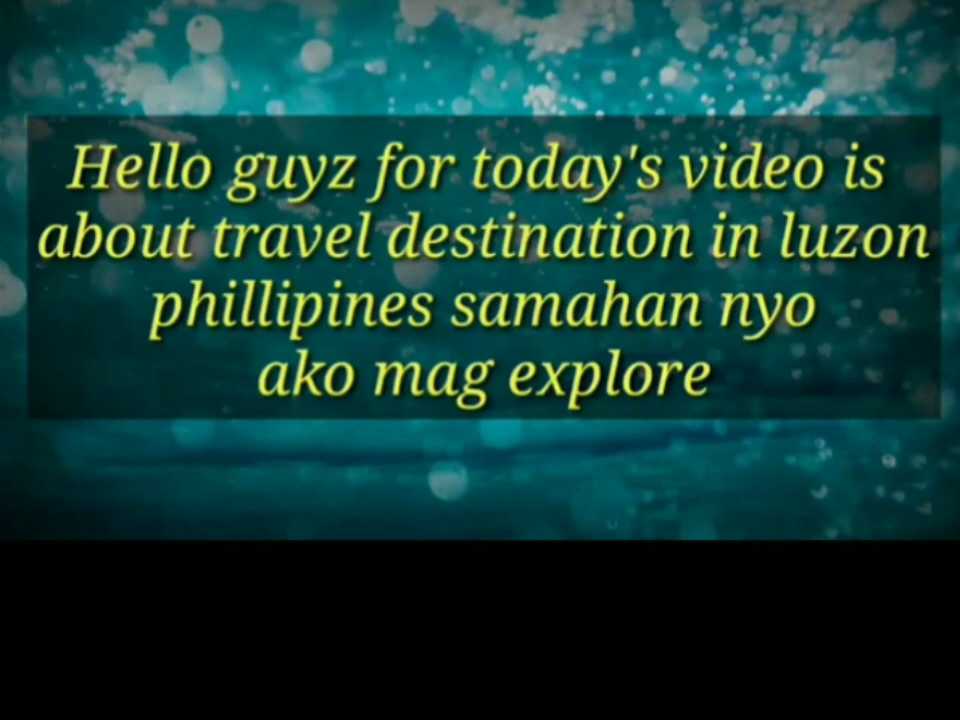 Hello guyz for today's video is
about travel destination in luzon
phillipines samahan nyo
ako mag explore